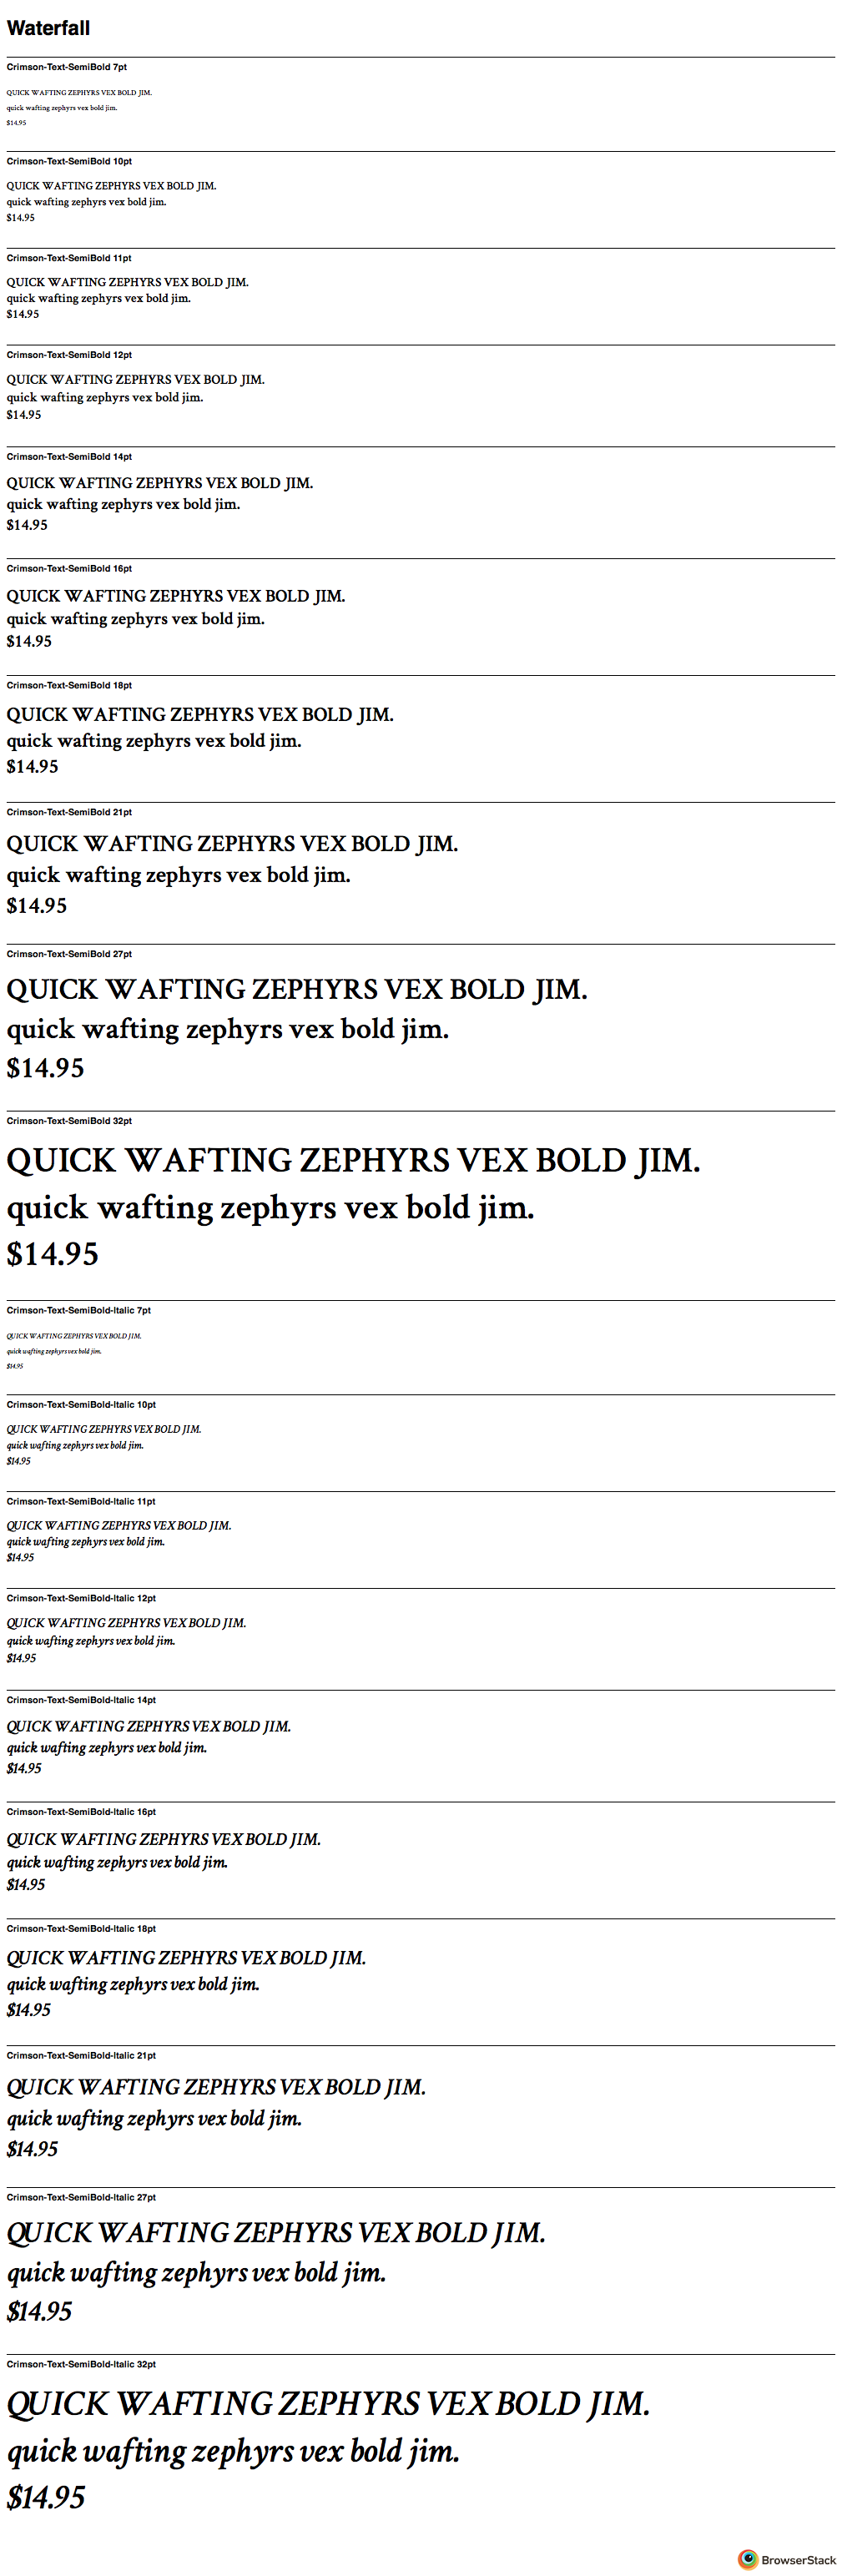 Waterfall
Crimson-Text-SemiBold 7pt
QUICK WAFTING ZEPHYRS VEX BOLD JIM.
quick wafting zephyrs vex bold jim.
$14.95
Crimson-Text-SemiBold 10pt
QUICK WAFTING ZEPHYRS VEX BOLD JIM.
quick wafting zephyrs vex bold jim.
$14.95
Crimson-Text-SemiBold 11pt
QUICK WAFTING ZEPHYRS VEX BOLD JIM.
quick wafting zephyrs vex bold jim.
$14.95
Crimson-Text-SemiBold 12pt
QUICK WAFTING ZEPHYRS VEX BOLD JIM.
quick wafting zephyrs vex bold jim.
$14.95
Crimson-Text-SemiBold 14pt
QUICK WAFTING ZEPHYRS VEX BOLD JIM.
quick wafting zephyrs vex bold jim.
$14.95
Crimson-Text-SemiBold 16pt
QUICK WAFTING ZEPHYRS VEX BOLD JIM.
quick wafting zephyrs vex bold jim.
$14.95
Crimson-Text-SemiBold 18pt
QUICK WAFTING ZEPHYRS VEX BOLD JIM.
quick wafting zephyrs vex bold jim.
$14.95
Crimson-Text-SemiBold 21pt
QUICK WAFTING ZEPHYRS VEX BOLD JIM.
quick wafting zephyrs vex bold jim.
$14.95
Crimson-Text-SemiBold 27pt
QUICK WAFTING ZEPHYRS VEX BOLD JIM.
quick wafting zephyrs vex bold jim.
$14.95
Crimson-Text-SemiBold 32pt
QUICK WAFTING ZEPHYRS VEX BOLD JIM.
quick wafting zephyrs vex bold jim.
$14.95
Crimson-Text-SemiBold-Italic 7pt
QUICK WAFTING ZEPHYRS VEX BOLD JIM.
quick wafting zephyrs vex bold jim.
$14.95
Crimson-Text-SemiBold-Italic 10pt
QUICK WAFTING ZEPHYRS VEX BOLD JIM.
quick wafting zephyrs vex bold jim.
$14.95
Crimson-Text-SemiBold-Italic 11pt
QUICK WAFTING ZEPHYRS VEX BOLD JIM.
quick wafting zephyrs vex bold jim.
$14.95
Crimson-Text-SemiBold-Italic 12pt
QUICK WAFTING ZEPHYRS VEX BOLD JIM.
quick wafting zephyrs vex bold jim.
$14.95
Crimson-Text-SemiBold-Italic 14pt
QUICK WAFTING ZEPHYRS VEX BOLD JIM.
quick wafting zephyrs vex bold jim.
$14.95
Crimson-Text-SemiBold-Italic 16pt
QUICK WAFTING ZEPHYRS VEX BOLD JIM.
quick wafting zephyrs vex bold jim.
$14.95
Crimson-Text-SemiBold-Italic 18pt
QUICK WAFTING ZEPHYRS VEX BOLD JIM.
quick wafting zephyrs vex bold jim.
$14.95
Crimson-Text-SemiBold-Italic 21pt
QUICK WAFTING ZEPHYRS VEX BOLD JIM.
quick wafting zephyrs vex bold jim.
$14.95
Crimson-Text-SemiBold-Italic 27pt
QUICK WAFTING ZEPHYRS VEX BOLD JIM.
quick wafting zephyrs vex bold jim.
$14.95
Crimson-Text-SemiBold-Italic 32pt
QUICK WAFTING ZEPHYRS VEX BOLD JIM.
quick wafting zephyrs vex bold jim.
$14.95
BrowserStack